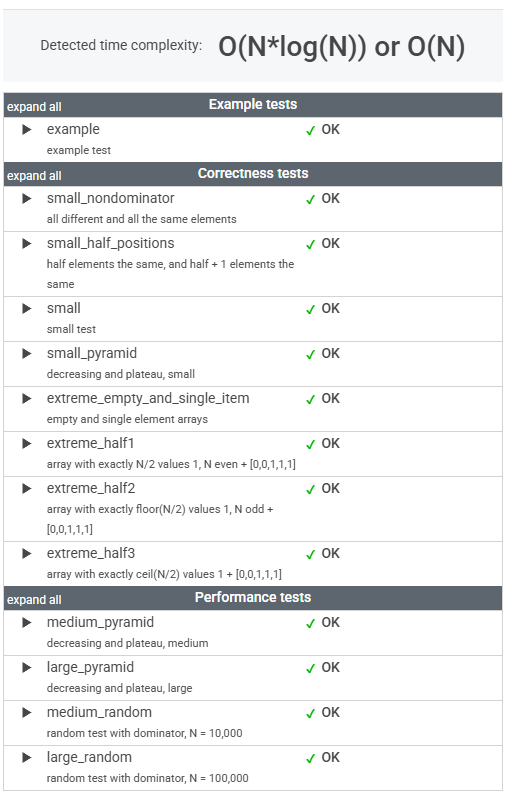 Detected time complexity: O(N*log(N)) or O(N)
expand all Example tests
▶ example ✓ OK
example test
expand all Correctness tests
▶ small_nondominator ✓ OK
all different and all the same elements
▶ small_half_positions ✓ OK
half elements the same, and half + 1 elements the
same
▶ small ✓ OK
small test
▶ small_pyramid ✓ OK
decreasing and plateau, small
▶ extreme_empty_and_single_item ✓ OK
empty and single element arrays
▶ extreme_half1 ✓ OK
array with exactly N/2 values 1, N even + [0,0,1,1,1]
▶ extreme_half2 ✓ OK
array with exactly floor(N/2) values 1, N odd +
[0,0,1,1,1]
▶ extreme_half3 ✓ OK
array with exactly ceil(N/2) values 1 + [0,0,1,1,1]
expand all Performance tests
▶ medium_pyramid ✓ OK
decreasing and plateau, medium
▶ large_pyramid ✓ OK
decreasing and plateau, large
▶ medium_random ✓ OK
random test with dominator, N = 10,000
▶ large_random ✓ OK
random test with dominator, N = 100,000